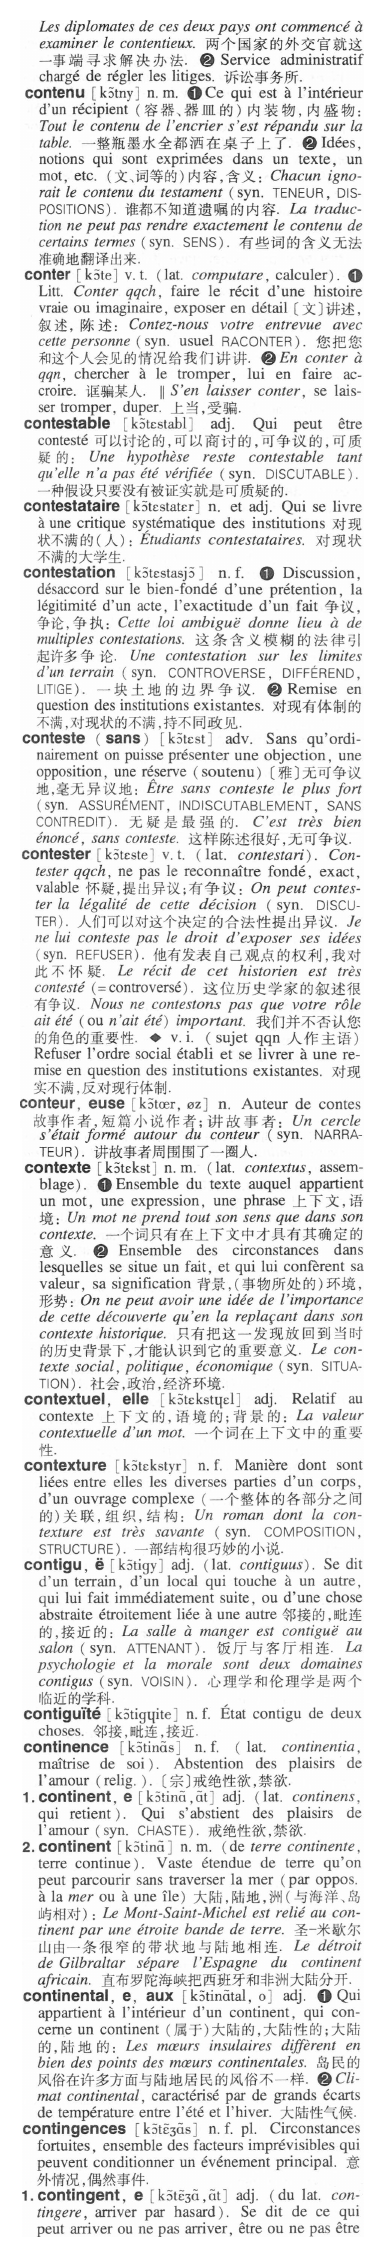 Les diplomates de ces deux pays ont commencé à
examiner le contentieux. 两个国家的外交官就这
一事端寻求解决办法. ❷ Service administratif
chargé de régler les litiges. 诉讼事务所.
contenu [kɔ̃tny] n. m. ❶ Ce qui est à l'intérieur
d'un récipient (容器、器皿的) 内装物, 内盛物:
Tout le contenu de l'encrier s'est répandu sur la
table. 一整瓶墨水全都洒在桌子上了. ❷ Idées,
notions qui sont exprimées dans un texte, un
mot, etc. (文、词等的) 内容, 含义: Chacun igno-
rait le contenu du testament (syn. TENEUR, DIS-
POSITIONS). 谁都不知道遗嘱的内容. La traduc-
tion ne peut pas rendre exactement le contenu de
certains termes (syn. SENS). 有些词的含义无法
准确地翻译出来.
conter [kɔ̃te] v. t. (lat. computare, calculer). ❶
Litt. Conter qqch, faire le récit d'une histoire
vraie ou imaginaire, exposer en détail 〔文〕讲述,
叙述, 陈述: Contez-nous votre entrevue avec
cette personne (syn. usuel RACONTER). 您把您
和这个人会见的情况给我们讲讲. ❷ En conter à
qqn, chercher à le tromper, lui en faire ac-
croire. 诓骗某人. ‖ S'en laisser conter, se lais-
ser tromper, duper. 上当, 受骗.
contestable [kɔ̃tɛstabl] adj. Qui peut être
contesté 可以讨论的, 可以商讨的, 可争议的, 可质
疑的: Une hypothèse reste contestable tant
qu'elle n'a pas été vérifiée (syn. DISCUTABLE).
一种假设只要没有被证实就是可质疑的.
contestataire [kɔ̃tɛstatɛr] n. et adj. Qui se livre
à une critique systématique des institutions 对现
状不满的(人): Étudiants contestataires. 对现状
不满的大学生.
contestation [kɔ̃tɛstasjɔ̃] n. f. ❶ Discussion,
désaccord sur le bien-fondé d'une prétention, la
légitimité d'un acte, l'exactitude d'un fait 争议,
争论, 争执: Cette loi ambiguë donne lieu à de
multiples contestations. 这条含义模糊的法律引
起许多争论. Une contestation sur les limites
d'un terrain (syn. CONTROVERSE, DIFFÉREND,
LITIGE). 一块土地的边界争议. ❷ Remise en
question des institutions existantes. 对现有体制的
不满, 对现状的不满, 持不同政见.
conteste (sans) [kɔ̃tɛst] adv. Sans qu'ordi-
nairement on puisse présenter une objection, une
opposition, une réserve (soutenu) 〔雅〕无可争议
地, 毫无异议地: Être sans conteste le plus fort
(syn. ASSURÉMENT, INDISCUTABLEMENT, SANS
CONTREDIT). 无疑是最强的. C'est très bien
énoncé, sans conteste. 这样陈述很好, 无可争议.
contester [kɔ̃tɛste] v. t. (lat. contestari). Con-
tester qqch, ne pas le reconnaître fondé, exact,
valable 怀疑, 提出异议; 有争议: On peut contes-
ter la légalité de cette décision (syn. DISCU-
TER). 人们可以对这个决定的合法性提出异议. Je
ne lui conteste pas le droit d'exposer ses idées
(syn. REFUSER). 他有发表自己观点的权利, 我对
此不怀疑. Le récit de cet historien est très
contesté (= controversé). 这位历史学家的叙述很
有争议. Nous ne contestons pas que votre rôle
ait été (ou n'ait été) important. 我们并不否认您
的角色的重要性. ◆ v. i. (sujet qqn 人作主语)
Refuser l'ordre social établi et se livrer à une re-
mise en question des institutions existantes. 对现
实不满, 反对现行体制.
conteur, euse [kɔ̃tœr, øz] n. Auteur de contes
故事作者, 短篇小说作者; 讲故事者: Un cercle
s'était formé autour du conteur (syn. NARRA-
TEUR). 讲故事者周围围了一圈人.
contexte [kɔ̃tɛkst] n. m. (lat. contextus, assem-
blage). ❶ Ensemble du texte auquel appartient
un mot, une expression, une phrase 上下文, 语
境: Un mot ne prend tout son sens que dans son
contexte. 一个词只有在上下文中才具有其确定的
意义. ❷ Ensemble des circonstances dans
lesquelles se situe un fait, et qui lui confèrent sa
valeur, sa signification 背景, (事物所处的) 环境,
形势: On ne peut avoir une idée de l'importance
de cette découverte qu'en la replaçant dans son
contexte historique. 只有把这一发现放回到当时
的历史背景下, 才能认识到它的重要意义. Le con-
texte social, politique, économique (syn. SITUA-
TION). 社会, 政治, 经济环境.
contextuel, elle [kɔ̃tɛkstɥɛl] adj. Relatif au
contexte 上下文的, 语境的; 背景的: La valeur
contextuelle d'un mot. 一个词在上下文中的重要
性.
contexture [kɔ̃tɛkstyr] n. f. Manière dont sont
liées entre elles les diverses parties d'un corps,
d'un ouvrage complexe (一个整体的各部分之间
的) 关联, 组织, 结构: Un roman dont la con-
texture est très savante (syn. COMPOSITION,
STRUCTURE). 一部结构很巧妙的小说.
contigu, ë [kɔ̃tigy] adj. (lat. contiguus). Se dit
d'un terrain, d'un local qui touche à un autre,
qui lui fait immédiatement suite, ou d'une chose
abstraite étroitement liée à une autre 邻接的, 毗连
的, 接近的: La salle à manger est contiguë au
salon (syn. ATTENANT). 饭厅与客厅相连. La
psychologie et la morale sont deux domaines
contigus (syn. VOISIN). 心理学和伦理学是两个
临近的学科.
contiguïté [kɔ̃tigɥite] n. f. État contigu de deux
choses. 邻接, 毗连, 接近.
continence [kɔ̃tinɑ̃s] n. f. (lat. continentia,
maîtrise de soi). Abstention des plaisirs de
l'amour (relig.). 〔宗〕戒绝性欲, 禁欲.
1. continent, e [kɔ̃tinɑ̃, ɑ̃t] adj. (lat. continens,
qui retient). Qui s'abstient des plaisirs de
l'amour (syn. CHASTE). 戒绝性欲, 禁欲.
2. continent [kɔ̃tinɑ̃] n. m. (de terre continente,
terre continue). Vaste étendue de terre qu'on
peut parcourir sans traverser la mer (par oppos.
à la mer ou à une île) 大陆, 陆地, 洲 (与海洋、岛
屿相对): Le Mont-Saint-Michel est relié au con-
tinent par une étroite bande de terre. 圣-米歇尔
山由一条很窄的带状地与陆地相连. Le détroit
de Gilbraltar sépare l'Espagne du continent
africain. 直布罗陀海峡把西班牙和非洲大陆分开.
continental, e, aux [kɔ̃tinɑ̃tal, o] adj. ❶ Qui
appartient à l'intérieur d'un continent, qui con-
cerne un continent (属于) 大陆的, 大陆性的; 大陆
的, 陆地的: Les mœurs insulaires diffèrent en
bien des points des mœurs continentales. 岛民的
风俗在许多方面与陆地居民的风俗不一样. ❷ Cli-
mat continental, caractérisé par de grands écarts
de température entre l'été et l'hiver. 大陆性气候.
contingences [kɔ̃tɛ̃ʒɑ̃s] n. f. pl. Circonstances
fortuites, ensemble des facteurs imprévisibles qui
peuvent conditionner un événement principal. 意
外情况, 偶然事件.
1. contingent, e [kɔ̃tɛ̃ʒɑ̃, ɑ̃t] adj. (du lat. con-
tingere, arriver par hasard). Se dit de ce qui
peut arriver ou ne pas arriver, être ou ne pas être